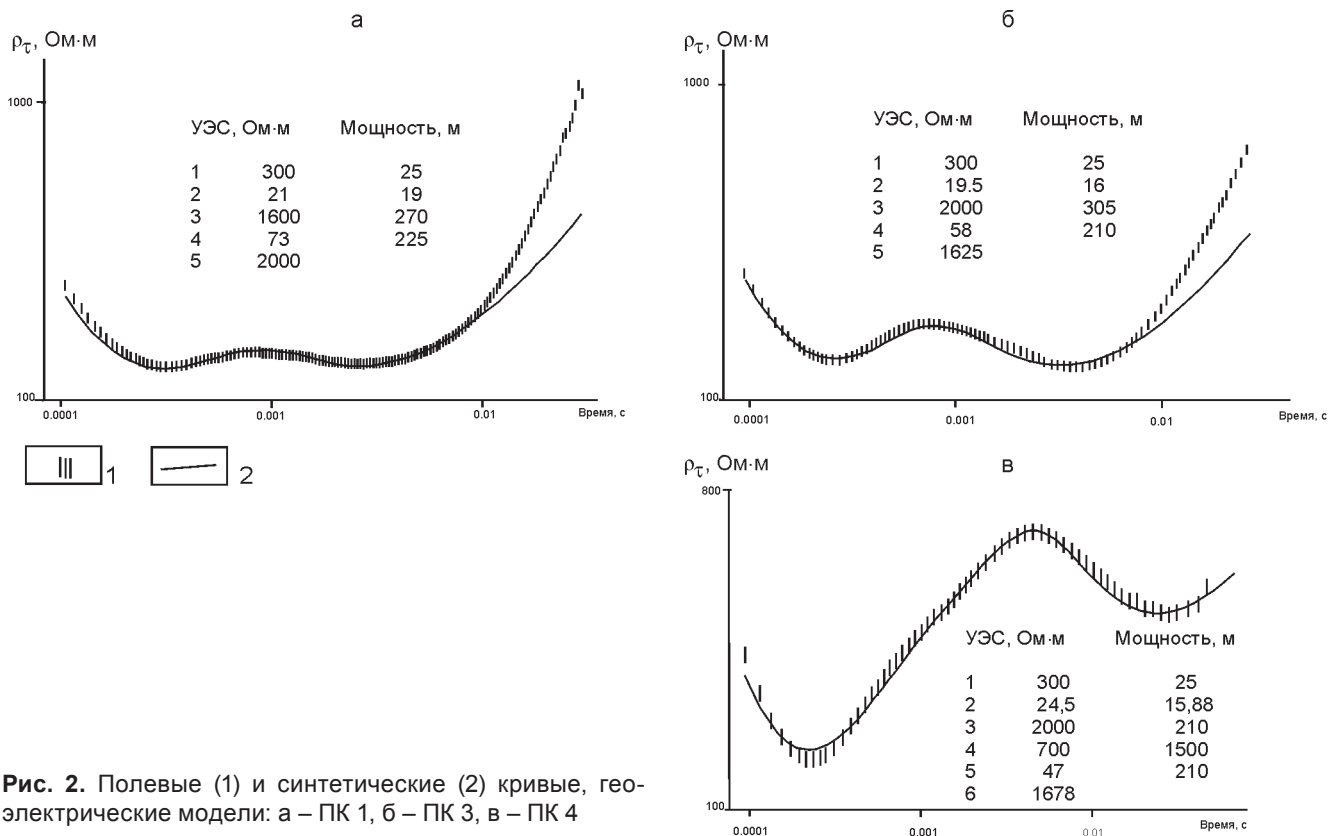 а
ρτ, Ом·м
1000
УЭС, Ом·м Мощность, м
1 300 25
2 21 19
3 1600 270
4 73 225
5 2000
100
0.0001 0.001 0.01 Время, с
1 2
б
ρτ, Ом·м
1000
УЭС, Ом·м Мощность, м
1 300 25
2 19.5 16
3 2000 305
4 58 210
5 1625
100
0.0001 0.001 0.01 Время, с
в
ρτ, Ом·м
800
УЭС, Ом·м Мощность, м
1 300 25
2 24,5 15,88
3 2000 210
4 700 1500
5 47 210
6 1678
100
0.0001 0.001 0.01 Время, с
Рис. 2. Полевые (1) и синтетические (2) кривые, гео-
электрические модели: а – ПК 1, б – ПК 3, в – ПК 4